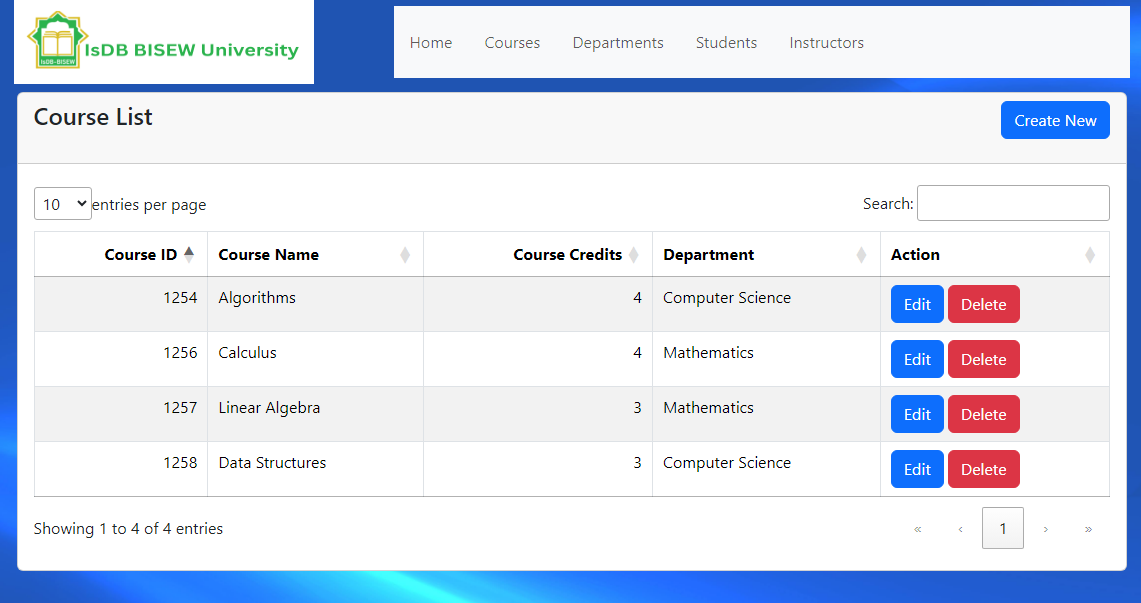 IsDB BISEW University
IsDB-BISEW
Home Courses Departments Students Instructors
Course List
Create New
10 entries per page
Search:
Course ID Course Name Course Credits Department Action
1254 Algorithms 4 Computer Science Edit Delete
1256 Calculus 4 Mathematics Edit Delete
1257 Linear Algebra 3 Mathematics Edit Delete
1258 Data Structures 3 Computer Science Edit Delete
Showing 1 to 4 of 4 entries
« ‹ 1 › »